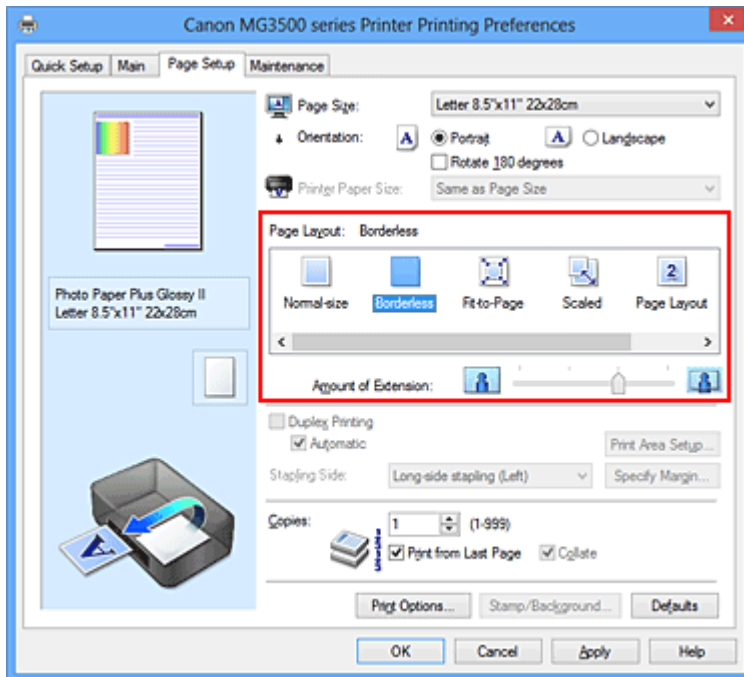 Canon MG3500 series Printer Printing Preferences
Quick Setup Main Page Setup Maintenance
Page Size: Letter 8.5"x11" 22x28cm
Orientation: A Portrait A Landscape
Rotate 180 degrees
Printer Paper Size: Same as Page Size
Page Layout: Borderless
Normal-size Borderless Fit-to-Page Scaled 2 Page Layout
Photo Paper Plus Glossy II
Letter 8.5"x11" 22x28cm
Amount of Extension:
Duplex Printing
Automatic Print Area Setup...
Stapling Side: Long-side stapling (Left) Specify Margin...
Copies: 1 (1-999)
Print from Last Page Collate
A
Print Options... Stamp/Background... Defaults
OK Cancel Apply Help